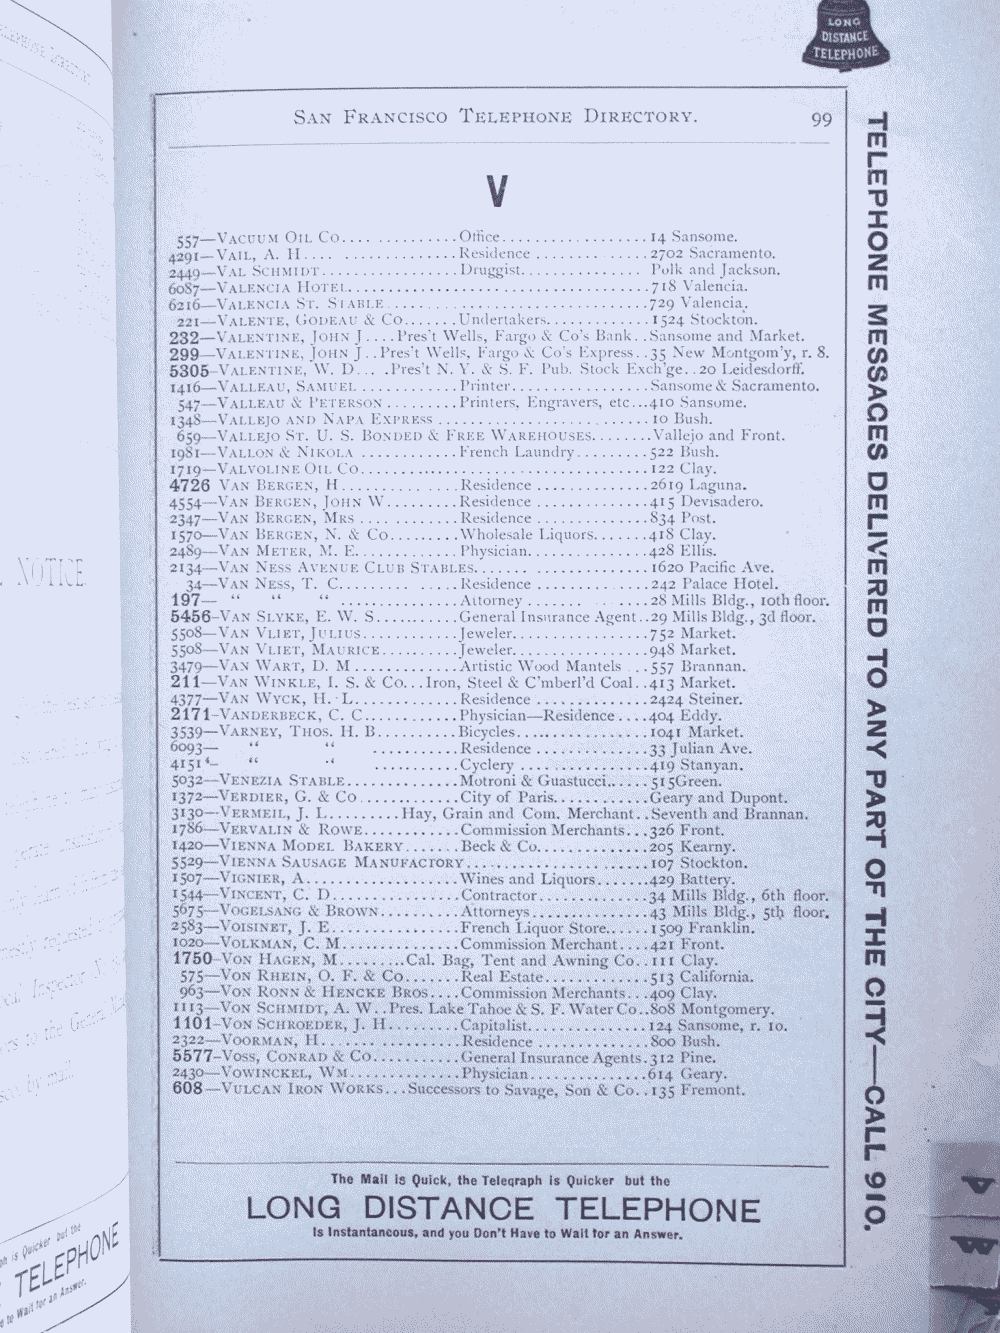 LONG
DISTANCE
TELEPHONE
SAN FRANCISCO TELEPHONE DIRECTORY. 99
V
557—VACUUM OIL CO.................Office.................14 Sansome.
4291—VAIL, A. H.................Residence.............2702 Sacramento.
2449—VAL SCHMIDT.................Druggist............... Polk and Jackson.
6087—VALENCIA HOTEL.................718 Valencia.
6216—VALENCIA ST. STABLE.................729 Valencia.
221—VALENTE, GODEAU & CO.......Undertakers............1524 Stockton.
232—VALENTINE, JOHN J....Pres't Wells, Fargo & Co's Bank..Sansome and Market.
299—VALENTINE, JOHN J..Pres't Wells, Fargo & Co's Express..35 New Montgom'y, r. 8.
5305—VALENTINE, W. D.....Pres't N. Y. & S. F. Pub. Stock Exch'ge..20 Leidesdorff.
1416—VALLEAU, SAMUEL............Printer................Sansome & Sacramento.
547—VALLEAU & PETERSON.........Printers, Engravers, etc...410 Sansome.
1348—VALLEJO AND NAPA EXPRESS........................10 Bush.
659—VALLEJO ST. U. S. BONDED & FREE WAREHOUSES........Vallejo and Front.
1981—VALLON & NIKOLA............French Laundry.........522 Bush.
1719—VALVOLINE OIL CO.................122 Clay.
4726 VAN BERGEN, H..............Residence.............2619 Laguna.
4554—VAN BERGEN, JOHN W.........Residence.............415 Devisadero.
2347—VAN BERGEN, MRS............Residence.............834 Post.
1570—VAN BERGEN, N. & CO.........Wholesale Liquors.......418 Clay.
2489—VAN METER, M. E............Physician..............428 Ellis.
2134—VAN NESS AVENUE CLUB STABLES.................1620 Pacific Ave.
34—VAN NESS, T. C.............Residence.............242 Palace Hotel.
197— “ “ “ ..............Attorney...........28 Mills Bldg., 10th floor.
5456—VAN SLYKE, E. W. S..........General Insurance Agent..29 Mills Bldg., 3d floor.
5508—VAN VLIET, JULIUS............Jeweler................752 Market.
5508—VAN VLIET, MAURICE.........Jeweler................948 Market.
3479—VAN WART, D. M.............Artistic Wood Mantels...557 Brannan.
211—VAN WINKLE, I. S. & CO...Iron, Steel & C'mberl'd Coal..413 Market.
4377—VAN WYCK, H. L.............Residence.............2424 Steiner.
2171—VANDERBECK, C. C............Physician—Residence....404 Eddy.
3539—VARNEY, THOS. H. B..........Bicycles................1041 Market.
6093— “ “ ...........Residence.............33 Julian Ave.
4151— “ “ ...........Cyclery...............419 Stanyan.
5032—VENEZIA STABLE..............Motroni & Guastucci......515Green.
1372—VERDIER, G. & CO............City of Paris............Geary and Dupont.
3130—VERMEIL, J. L.........Hay, Grain and Com. Merchant..Seventh and Brannan.
1786—VERVALIN & ROWE............Commission Merchants...326 Front.
1420—VIENNA MODEL BAKERY.......Beck & Co.............205 Kearny.
5529—VIENNA SAUSAGE MANUFACTORY.................107 Stockton.
1507—VIGNIER, A.................Wines and Liquors.......429 Battery.
1544—VINCENT, C. D..............Contractor..............34 Mills Bldg., 6th floor.
5675—VOGELSANG & BROWN..........Attorneys..............43 Mills Bldg., 5th floor.
2583—VOISINET, J. E..............French Liquor Store......1509 Franklin.
1020—VOLKMAN, C. M..............Commission Merchant....421 Front.
1750—VON HAGEN, M........Cal. Bag, Tent and Awning Co..111 Clay.
575—VON RHEIN, O. F. & CO.......Real Estate.............513 California.
963—VON RONN & HENCKE BROS....Commission Merchants...409 Clay.
1113—VON SCHMIDT, A. W..Pres. Lake Tahoe & S. F. Water Co..808 Montgomery.
1101—VON SCHROEDER, J. H.........Capitalist..............124 Sansome, r. 10.
2322—VOORMAN, H.................Residence.............800 Bush.
5577—VOSS, CONRAD & CO...........General Insurance Agents.312 Pine.
2430—VOWINCKEL, WM..............Physician..............614 Geary.
608—VULCAN IRON WORKS...Successors to Savage, Son & Co..135 Fremont.
The Mail is Quick, the Telegraph is Quicker but the
LONG DISTANCE TELEPHONE
Is Instantaneous, and you Don't Have to Wait for an Answer.
TELEPHONE MESSAGES DELIVERED TO ANY PART OF THE CITY—CALL 910.
NOTICE
is Quicker but the
TELEPHONE
to Wait for an Answer.
V
W